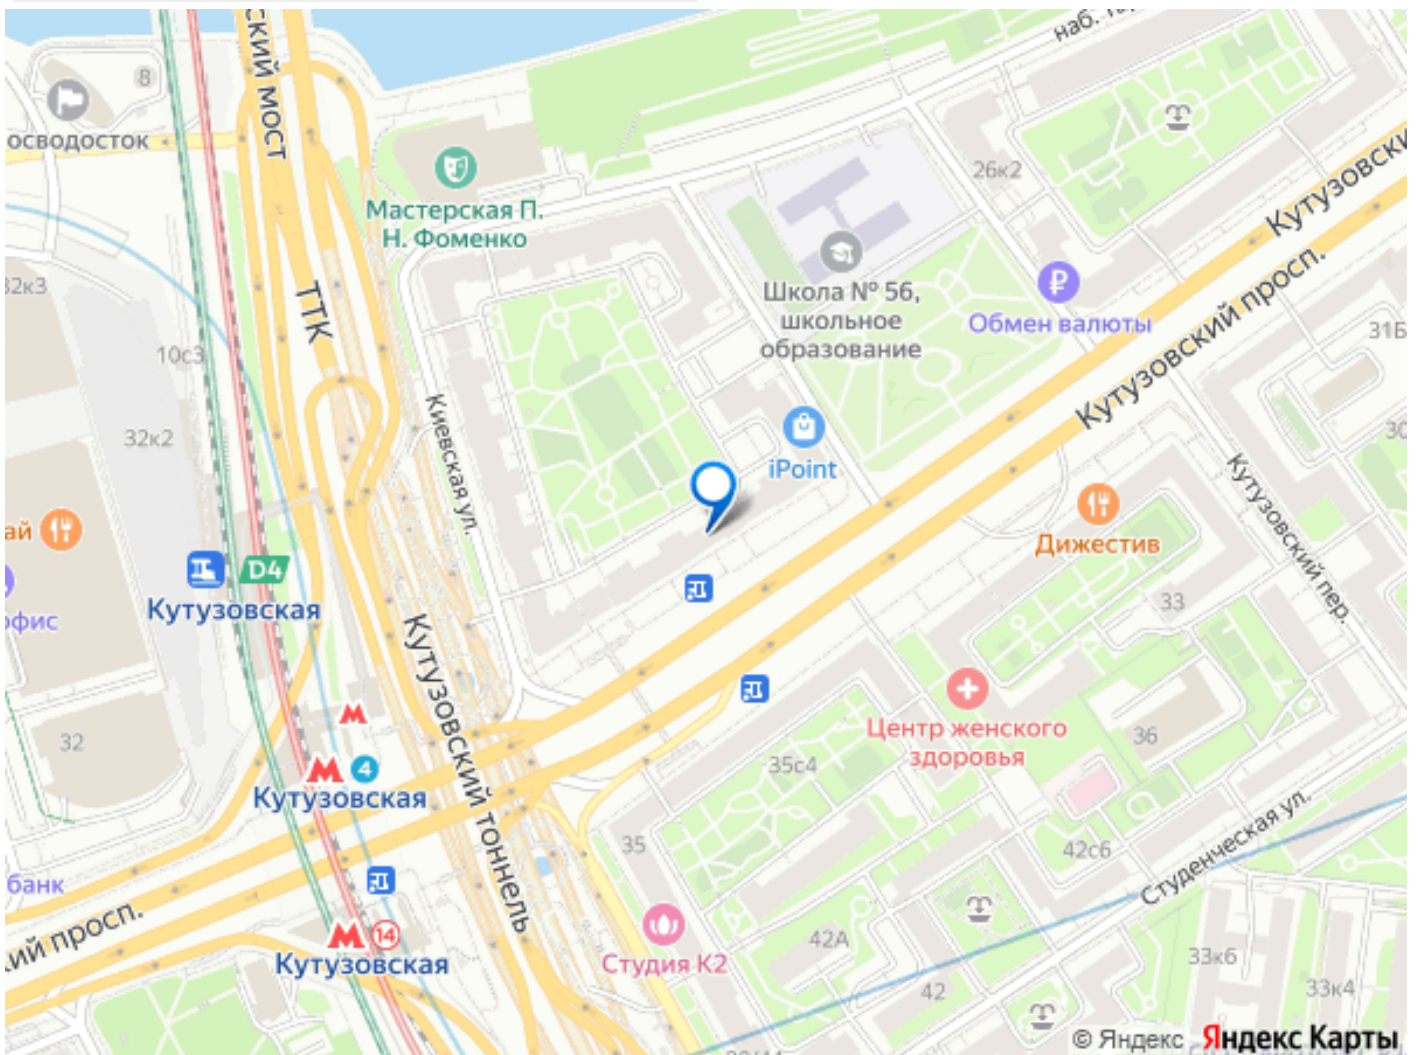 ский мост
наб. Та
8
осводосток
26к2
Кутузовски
Мастерская П.
Н. Фоменко
32к3
ТТК
Школа № 56,
школьное
образование
Обмен валюты
Кутузовский просп.
31Б
10с3
32к2
Киевская ул.
iPoint
30
Кутузовский пер.
ай
Дижестив
D4
Кутузовская
офис
33
Кутузовский тоннель
Центр женского
здоровья
36
32
35с4
4
Кутузовская
Студенческая ул.
35
42с6
банк
кий просп.
14
Кутузовская
Студия К2
42А
42
33к6
33к4
© Яндекс Яндекс Карты